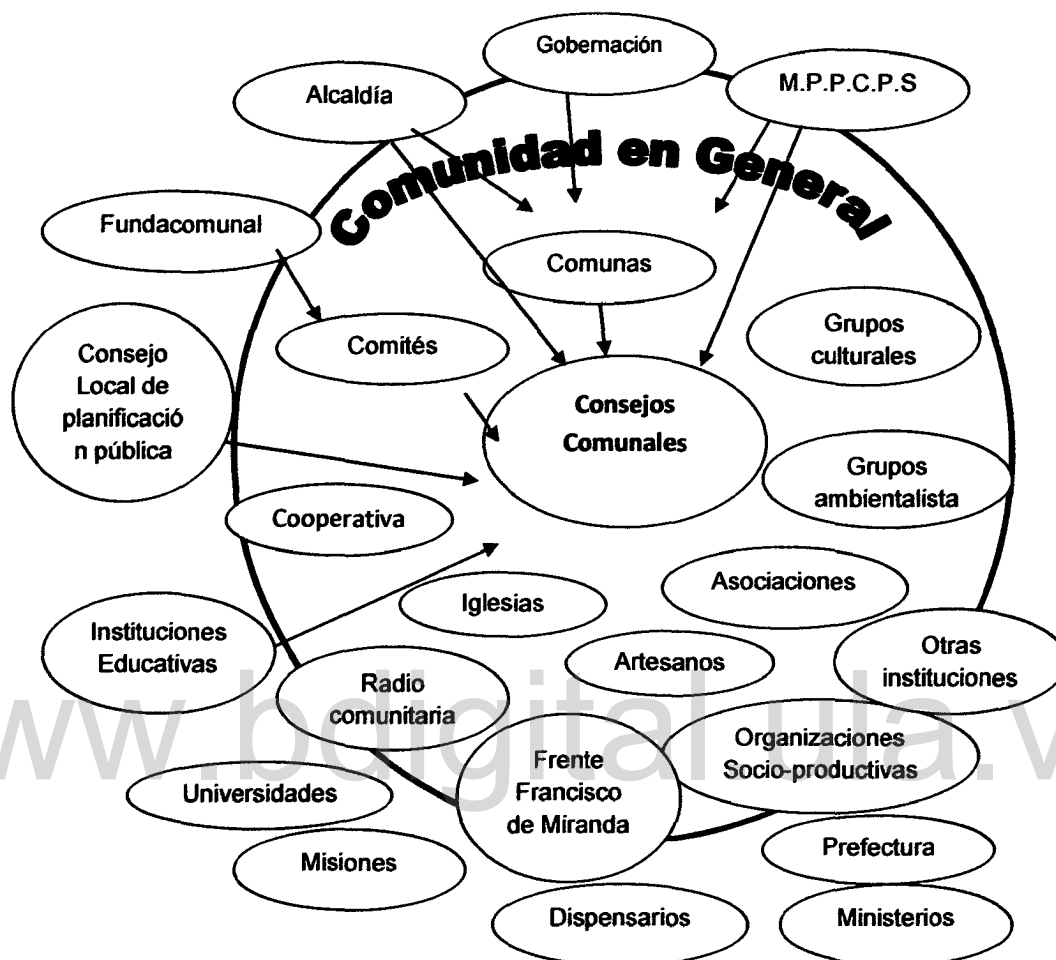 Gobernación
Alcaldía
M.P.P.C.P.S
Comunidad en General
Fundacomunal
Comunas
Comités
Grupos
culturales
Consejo
Local de
planificació
n pública
Consejos
Comunales
Grupos
ambientalista
Cooperativa
Asociaciones
Iglesias
Instituciones
Educativas
Artesanos
Otras
instituciones
Radio
comunitaria
Organizaciones
Socio-productivas
Frente
Francisco
de Miranda
Universidades
Misiones
Prefectura
Dispensarios
Ministerios
ww.bdigital.ula.v